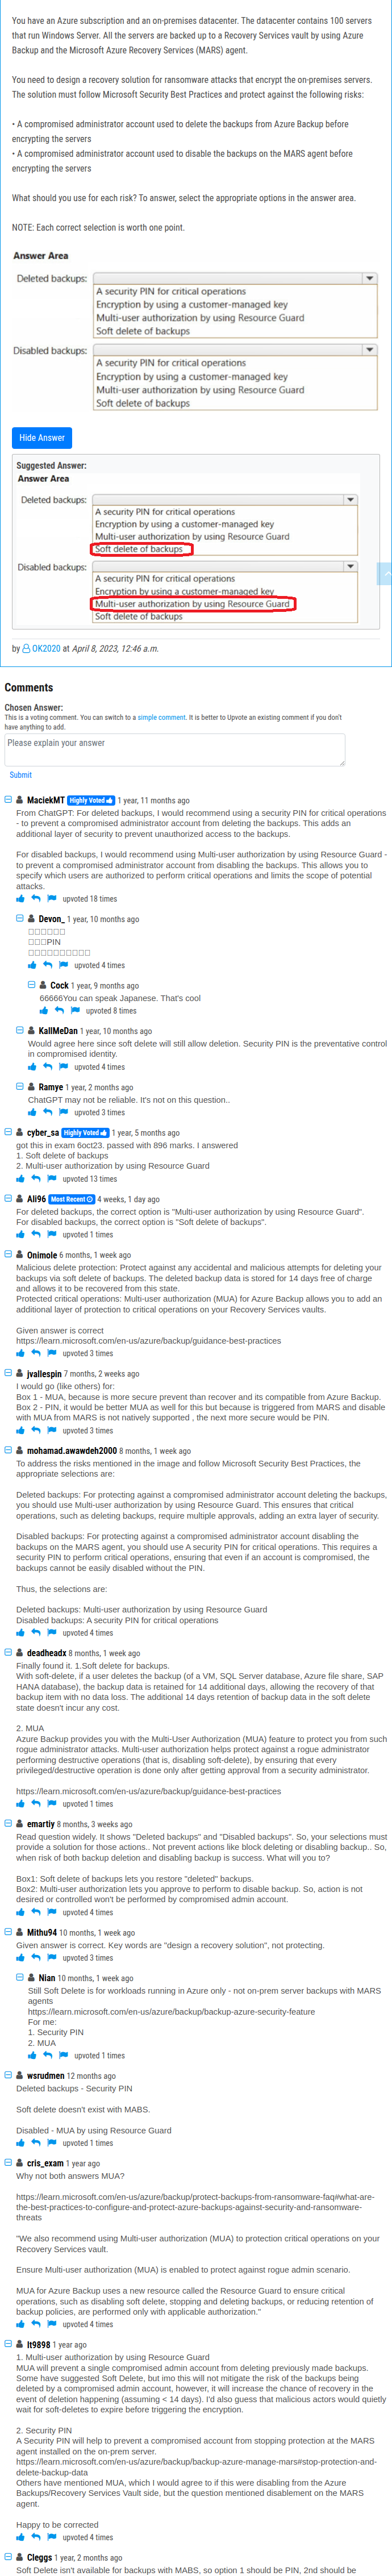 You have an Azure subscription and an on-premises datacenter. The datacenter contains 100 servers
that run Windows Server. All the servers are backed up to a Recovery Services vault by using Azure
Backup and the Microsoft Azure Recovery Services (MARS) agent.
You need to design a recovery solution for ransomware attacks that encrypt the on-premises servers.
The solution must follow Microsoft Security Best Practices and protect against the following risks:
• A compromised administrator account used to delete the backups from Azure Backup before
encrypting the servers
• A compromised administrator account used to disable the backups on the MARS agent before
encrypting the servers
What should you use for each risk? To answer, select the appropriate options in the answer area.
NOTE: Each correct selection is worth one point.
Answer Area
Deleted backups:
A security PIN for critical operations
Encryption by using a customer-managed key
Multi-user authorization by using Resource Guard
Soft delete of backups
Disabled backups:
A security PIN for critical operations
Encryption by using a customer-managed key
Multi-user authorization by using Resource Guard
Soft delete of backups
Hide Answer
Suggested Answer:
Answer Area
Deleted backups:
A security PIN for critical operations
Encryption by using a customer-managed key
Multi-user authorization by using Resource Guard
Soft delete of backups
Disabled backups:
A security PIN for critical operations
Encryption by using a customer-managed key
Multi-user authorization by using Resource Guard
Soft delete of backups
by OK2020 at April 8, 2023, 12:46 a.m.
Comments
Chosen Answer:
This is a voting comment. You can switch to a simple comment. It is better to Upvote an existing comment if you don't
have anything to add.
Please explain your answer
Submit
MaciekMT Highly Voted 1 year, 11 months ago
From ChatGPT: For deleted backups, I would recommend using a security PIN for critical operations
- to prevent a compromised administrator account from deleting the backups. This adds an
additional layer of security to prevent unauthorized access to the backups.
For disabled backups, I would recommend using Multi-user authorization by using Resource Guard -
to prevent a compromised administrator account from disabling the backups. This allows you to
specify which users are authorized to perform critical operations and limits the scope of potential
attacks.
upvoted 18 times
Devon_ 1 year, 10 months ago
□□□□□□
□□□PIN
□□□□□□□□□□
upvoted 4 times
Cock 1 year, 9 months ago
66666You can speak Japanese. That's cool
upvoted 8 times
KallMeDan 1 year, 10 months ago
Would agree here since soft delete will still allow deletion. Security PIN is the preventative control
in compromised identity.
upvoted 4 times
Ramye 1 year, 2 months ago
ChatGPT may not be reliable. It's not on this question..
upvoted 3 times
cyber_sa Highly Voted 1 year, 5 months ago
got this in exam 6oct23. passed with 896 marks. I answered
1. Soft delete of backups
2. Multi-user authorization by using Resource Guard
upvoted 13 times
Ali96 Most Recent 4 weeks, 1 day ago
For deleted backups, the correct option is "Multi-user authorization by using Resource Guard".
For disabled backups, the correct option is "Soft delete of backups".
upvoted 1 times
Onimole 6 months, 1 week ago
Malicious delete protection: Protect against any accidental and malicious attempts for deleting your
backups via soft delete of backups. The deleted backup data is stored for 14 days free of charge
and allows it to be recovered from this state.
Protected critical operations: Multi-user authorization (MUA) for Azure Backup allows you to add an
additional layer of protection to critical operations on your Recovery Services vaults.
Given answer is correct
https://learn.microsoft.com/en-us/azure/backup/guidance-best-practices
upvoted 3 times
jvallespin 7 months, 2 weeks ago
I would go (like others) for:
Box 1 - MUA, because is more secure prevent than recover and its compatible from Azure Backup.
Box 2 - PIN, it would be better MUA as well for this but because is triggered from MARS and disable
with MUA from MARS is not natively supported , the next more secure would be PIN.
upvoted 3 times
mohamad.awawdeh2000 8 months, 1 week ago
To address the risks mentioned in the image and follow Microsoft Security Best Practices, the
appropriate selections are:
Deleted backups: For protecting against a compromised administrator account deleting the backups,
you should use Multi-user authorization by using Resource Guard. This ensures that critical
operations, such as deleting backups, require multiple approvals, adding an extra layer of security.
Disabled backups: For protecting against a compromised administrator account disabling the
backups on the MARS agent, you should use A security PIN for critical operations. This requires a
security PIN to perform critical operations, ensuring that even if an account is compromised, the
backups cannot be easily disabled without the PIN.
Thus, the selections are:
Deleted backups: Multi-user authorization by using Resource Guard
Disabled backups: A security PIN for critical operations
upvoted 4 times
deadheadx 8 months, 1 week ago
Finally found it. 1.Soft delete for backups.
With soft-delete, if a user deletes the backup (of a VM, SQL Server database, Azure file share, SAP
HANA database), the backup data is retained for 14 additional days, allowing the recovery of that
backup item with no data loss. The additional 14 days retention of backup data in the soft delete
state doesn't incur any cost.
2. MUA
Azure Backup provides you with the Multi-User Authorization (MUA) feature to protect you from such
rogue administrator attacks. Multi-user authorization helps protect against a rogue administrator
performing destructive operations (that is, disabling soft-delete), by ensuring that every
privileged/destructive operation is done only after getting approval from a security administrator.
https://learn.microsoft.com/en-us/azure/backup/guidance-best-practices
upvoted 1 times
emartiy 8 months, 3 weeks ago
Read question widely. It shows "Deleted backups" and "Disabled backups". So, your selections must
provide a solution for those actions.. Not prevent actions like block deleting or disabling backup.. So,
when risk of both backup deletion and disabling backup is success. What will you to?
Box1: Soft delete of backups lets you restore "deleted" backups.
Box2: Multi-user authorization lets you approve to perform to disable backup. So, action is not
desired or controlled won't be performed by compromised admin account.
upvoted 4 times
Mithu94 10 months, 1 week ago
Given answer is correct. Key words are "design a recovery solution", not protecting.
upvoted 3 times
Nian 10 months, 1 week ago
Still Soft Delete is for workloads running in Azure only - not on-prem server backups with MARS
agents
https://learn.microsoft.com/en-us/azure/backup/backup-azure-security-feature
For me:
1. Security PIN
2. MUA
upvoted 1 times
wsrudmen 12 months ago
Deleted backups - Security PIN
Soft delete doesn't exist with MABS.
Disabled - MUA by using Resource Guard
upvoted 1 times
cris_exam 1 year ago
Why not both answers MUA?
https://learn.microsoft.com/en-us/azure/backup/protect-backups-from-ransomware-faq#what-are-
the-best-practices-to-configure-and-protect-azure-backups-against-security-and-ransomware-
threats
"We also recommend using Multi-user authorization (MUA) to protection critical operations on your
Recovery Services vault.
Ensure Multi-user authorization (MUA) is enabled to protect against rogue admin scenario.
MUA for Azure Backup uses a new resource called the Resource Guard to ensure critical
operations, such as disabling soft delete, stopping and deleting backups, or reducing retention of
backup policies, are performed only with applicable authorization."
upvoted 4 times
lt9898 1 year ago
1. Multi-user authorization by using Resource Guard
MUA will prevent a single compromised admin account from deleting previously made backups.
Some have suggested Soft Delete, but imo this will not mitigate the risk of the backups being
deleted by a compromised admin account, however, it will increase the chance of recovery in the
event of deletion happening (assuming < 14 days). I'd also guess that malicious actors would quietly
wait for soft-deletes to expire before triggering the encryption.
2. Security PIN
A Security PIN will help to prevent a compromised account from stopping protection at the MARS
agent installed on the on-prem server.
https://learn.microsoft.com/en-us/azure/backup/backup-azure-manage-mars#stop-protection-and-
delete-backup-data
Others have mentioned MUA, which I would agree to if this were disabling from the Azure
Backups/Recovery Services Vault side, but the question mentioned disablement on the MARS
agent.
Happy to be corrected
upvoted 4 times
Cleggs 1 year, 2 months ago
Soft Delete isn't available for backups with MABS, so option 1 should be PIN, 2nd should be